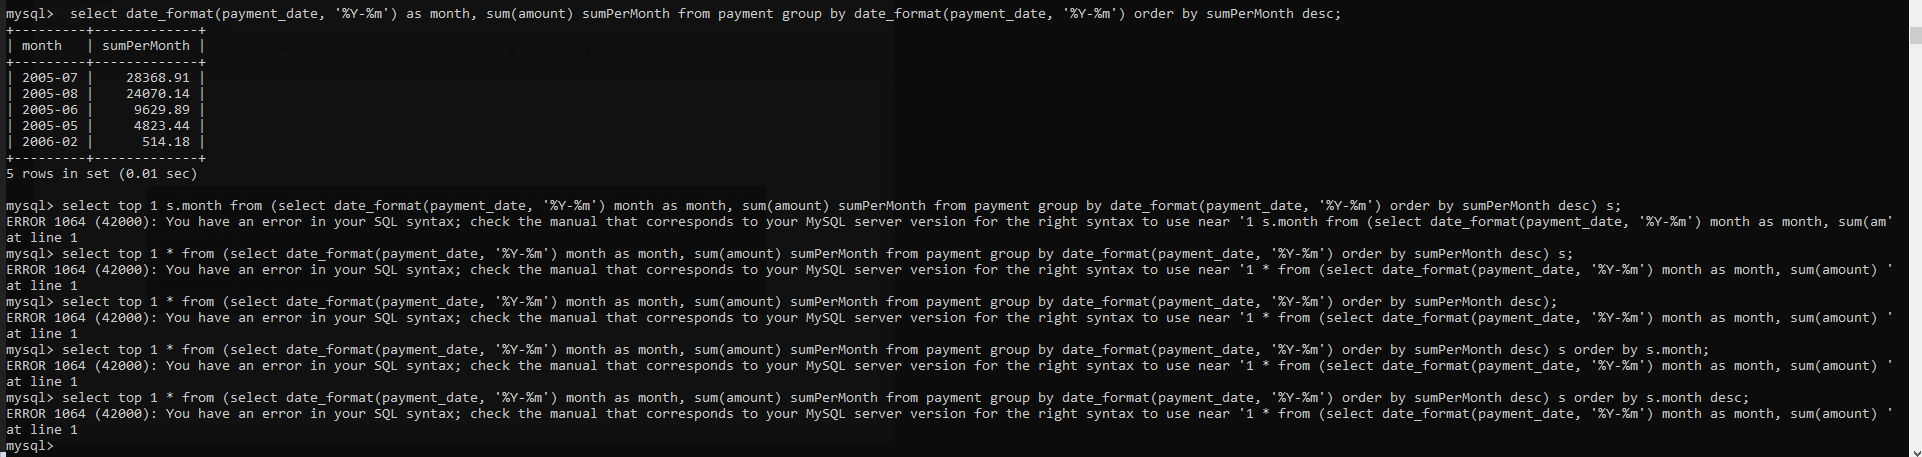 mysql>  select date_format(payment_date, '%Y-%m') as month, sum(amount) sumPerMonth from payment group by date_format(payment_date, '%Y-%m') order by sumPerMonth desc;
+---------+-------------+
| month   | sumPerMonth |
+---------+-------------+
| 2005-07 |    28368.91 |
| 2005-08 |    24070.14 |
| 2005-06 |     9629.89 |
| 2005-05 |     4823.44 |
| 2006-02 |      514.18 |
+---------+-------------+
5 rows in set (0.01 sec)
mysql> select top 1 s.month from (select date_format(payment_date, '%Y-%m') month as month, sum(amount) sumPerMonth from payment group by date_format(payment_date, '%Y-%m') order by sumPerMonth desc) s;
ERROR 1064 (42000): You have an error in your SQL syntax; check the manual that corresponds to your MySQL server version for the right syntax to use near '1 s.month from (select date_format(payment_date, '%Y-%m') month as month, sum(am'
at line 1
mysql> select top 1 * from (select date_format(payment_date, '%Y-%m') month as month, sum(amount) sumPerMonth from payment group by date_format(payment_date, '%Y-%m') order by sumPerMonth desc) s;
ERROR 1064 (42000): You have an error in your SQL syntax; check the manual that corresponds to your MySQL server version for the right syntax to use near '1 * from (select date_format(payment_date, '%Y-%m') month as month, sum(amount) '
at line 1
mysql> select top 1 * from (select date_format(payment_date, '%Y-%m') month as month, sum(amount) sumPerMonth from payment group by date_format(payment_date, '%Y-%m') order by sumPerMonth desc);
ERROR 1064 (42000): You have an error in your SQL syntax; check the manual that corresponds to your MySQL server version for the right syntax to use near '1 * from (select date_format(payment_date, '%Y-%m') month as month, sum(amount) '
at line 1
mysql> select top 1 * from (select date_format(payment_date, '%Y-%m') month as month, sum(amount) sumPerMonth from payment group by date_format(payment_date, '%Y-%m') order by sumPerMonth desc) s order by s.month;
ERROR 1064 (42000): You have an error in your SQL syntax; check the manual that corresponds to your MySQL server version for the right syntax to use near '1 * from (select date_format(payment_date, '%Y-%m') month as month, sum(amount) '
at line 1
mysql> select top 1 * from (select date_format(payment_date, '%Y-%m') month as month, sum(amount) sumPerMonth from payment group by date_format(payment_date, '%Y-%m') order by sumPerMonth desc) s order by s.month desc;
ERROR 1064 (42000): You have an error in your SQL syntax; check the manual that corresponds to your MySQL server version for the right syntax to use near '1 * from (select date_format(payment_date, '%Y-%m') month as month, sum(amount) '
at line 1
mysql>